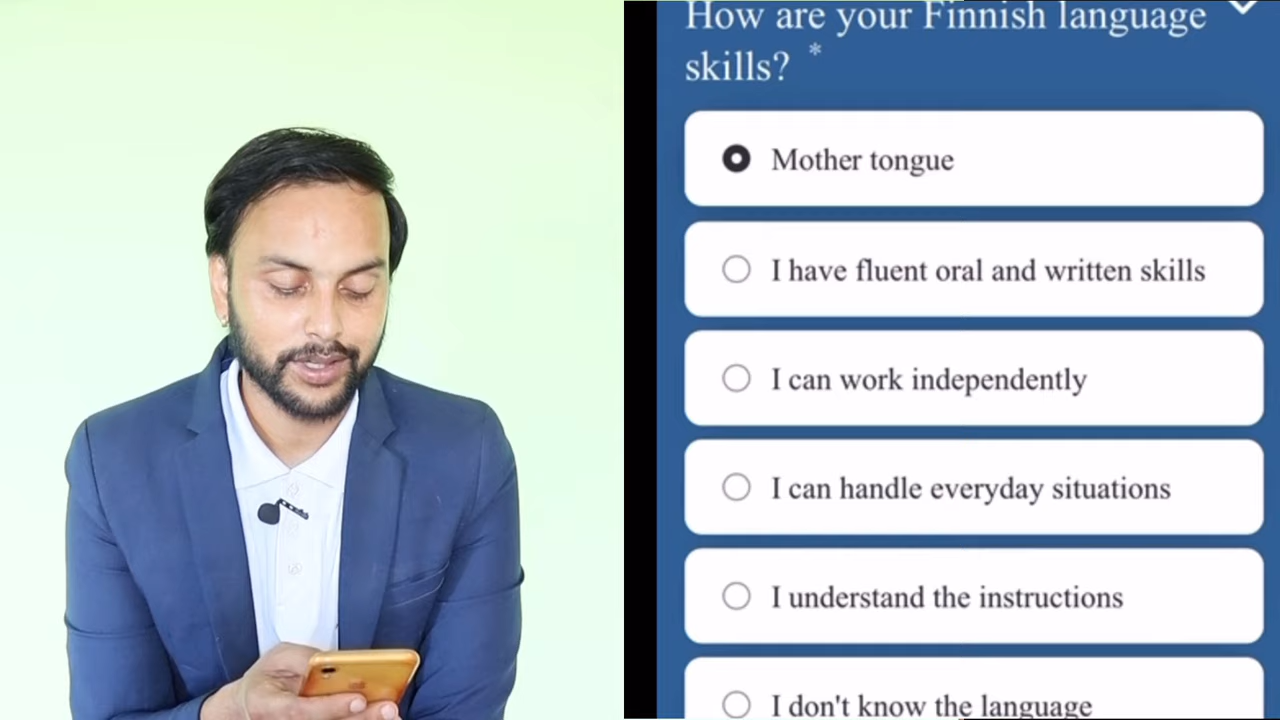 How are your Finnish language
skills? *
Mother tongue
I have fluent oral and written skills
I can work independently
I can handle everyday situations
I understand the instructions
I don't know the language